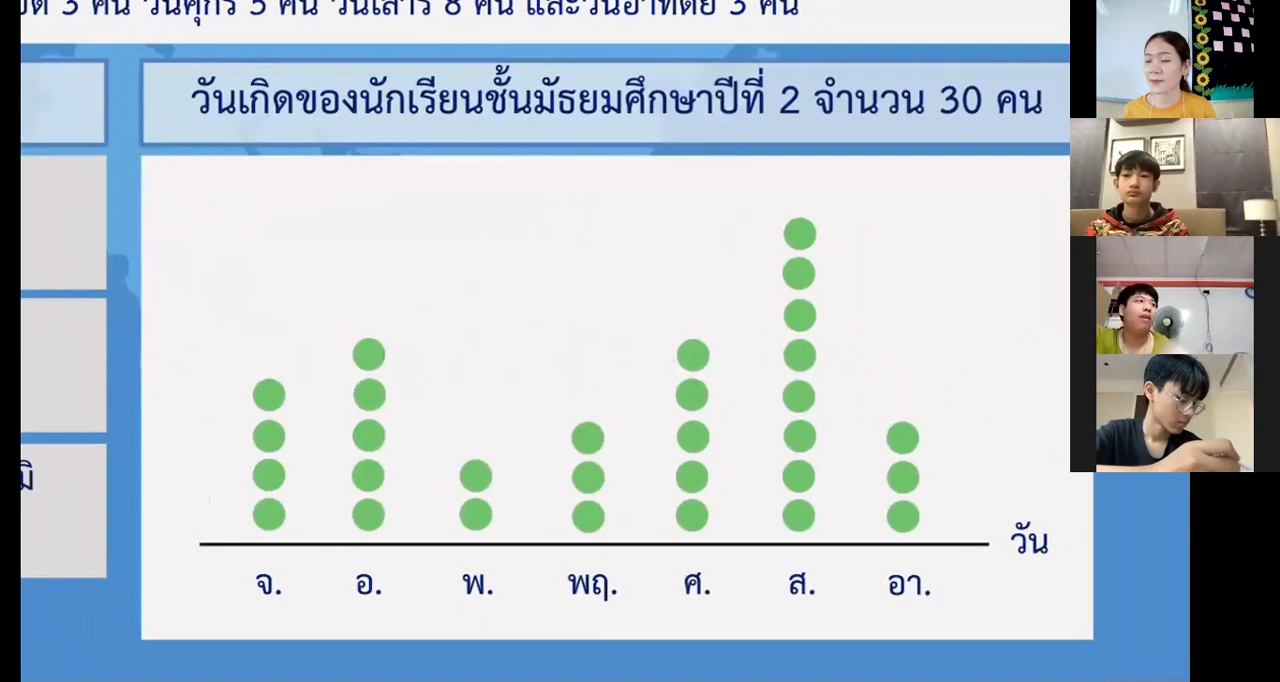 3 คน วันศุกร์ 5 คน วันเสาร์ 8 คน และวันอาทิตย์ 3 คน
วันเกิดของนักเรียนชั้นมัธยมศึกษาปีที่ 2 จำนวน 30 คน
วัน
จ. อ. พ. พฤ. ศ. ส. อา.